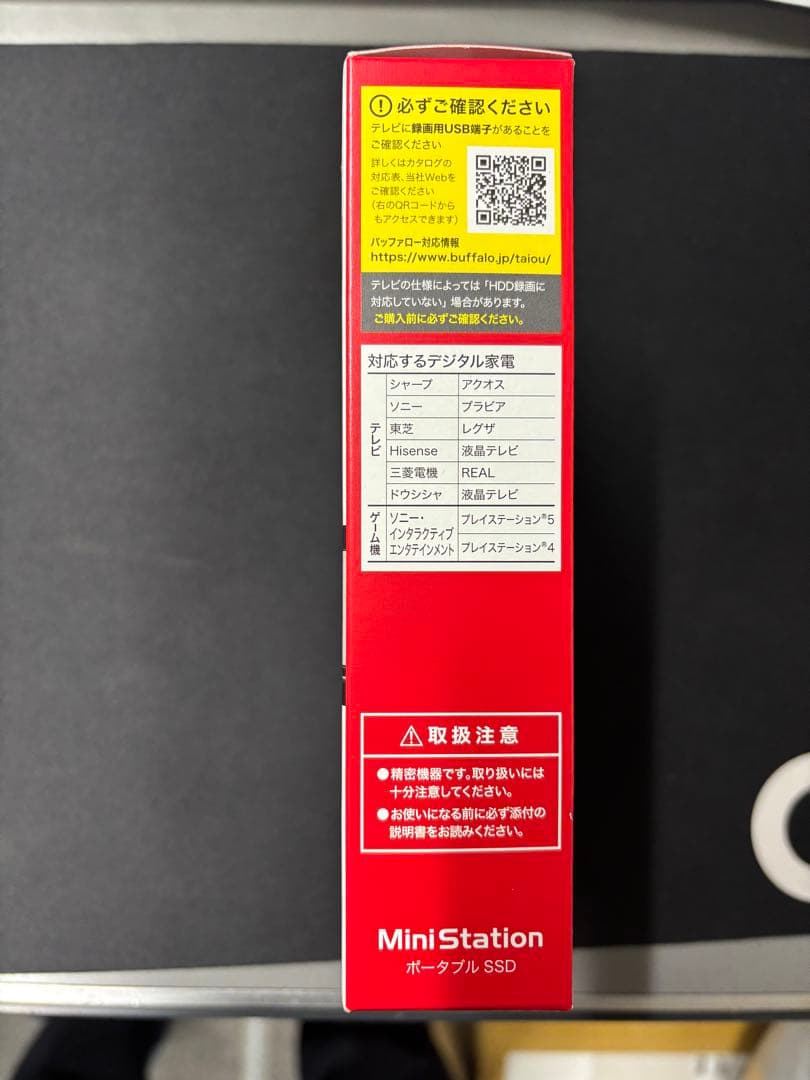 ! 必ずご確認ください
テレビに録画用USB端子があることを
ご確認ください
詳しくはカタログの
対応表、当社Webを
ご確認ください
(右のQRコードから
もアクセスできます)
バッファロー対応情報
https://www.buffalo.jp/taiou/
テレビの仕様によっては「HDD録画に
対応していない」場合があります。
ご購入前に必ずご確認ください。
対応するデジタル家電
テレビ
シャープ アクオス
ソニー ブラビア
東芝 レグザ
Hisense 液晶テレビ
三菱電機 REAL
ドウシシャ 液晶テレビ
ゲーム機
ソニー・
インタラクティブ
エンタテインメント
プレイステーション®5
プレイステーション®4
⚠取扱注意
●精密機器です。取り扱いには
十分注意してください。
●お使いになる前に必ず添付の
説明書をお読みください。
MiniStation
ポータブル SSD